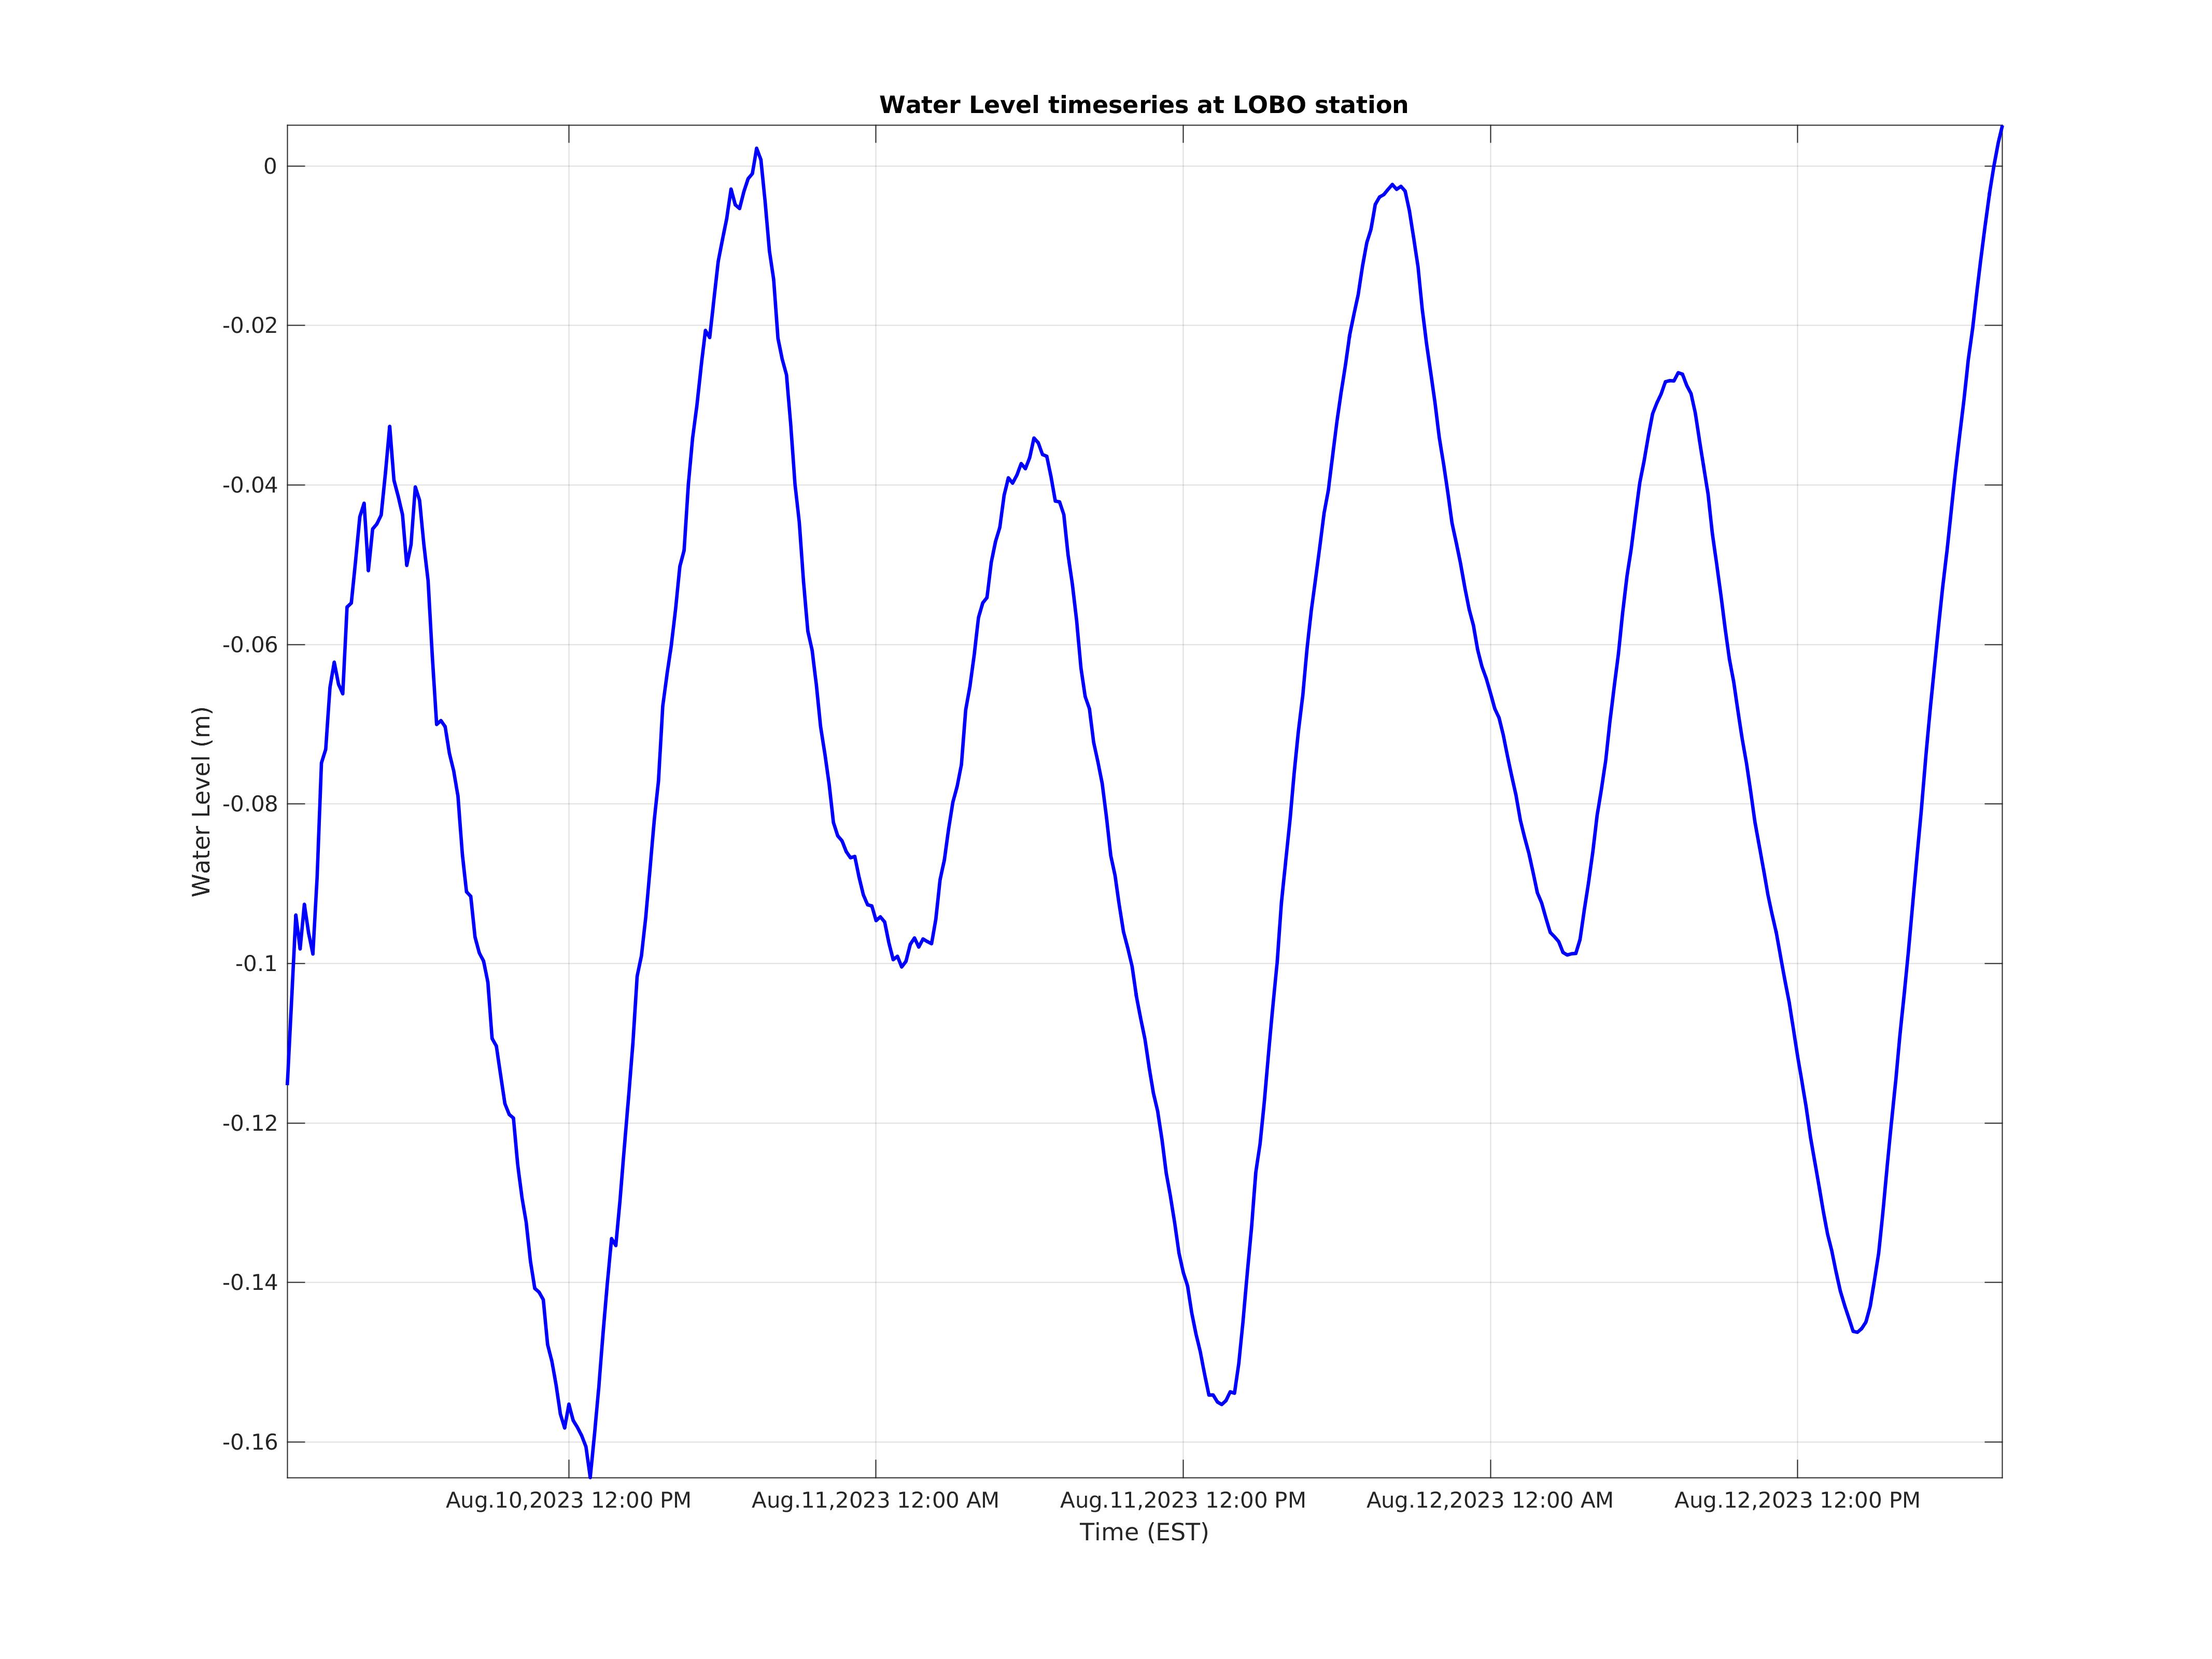 Water Level timeseries at LOBO station
0
-0.02
-0.04
-0.06
-0.08
-0.1
-0.12
-0.14
-0.16
Water Level (m)
Aug.10,2023 12:00 PM
Aug.11,2023 12:00 AM
Aug.11,2023 12:00 PM
Aug.12,2023 12:00 AM
Aug.12,2023 12:00 PM
Time (EST)